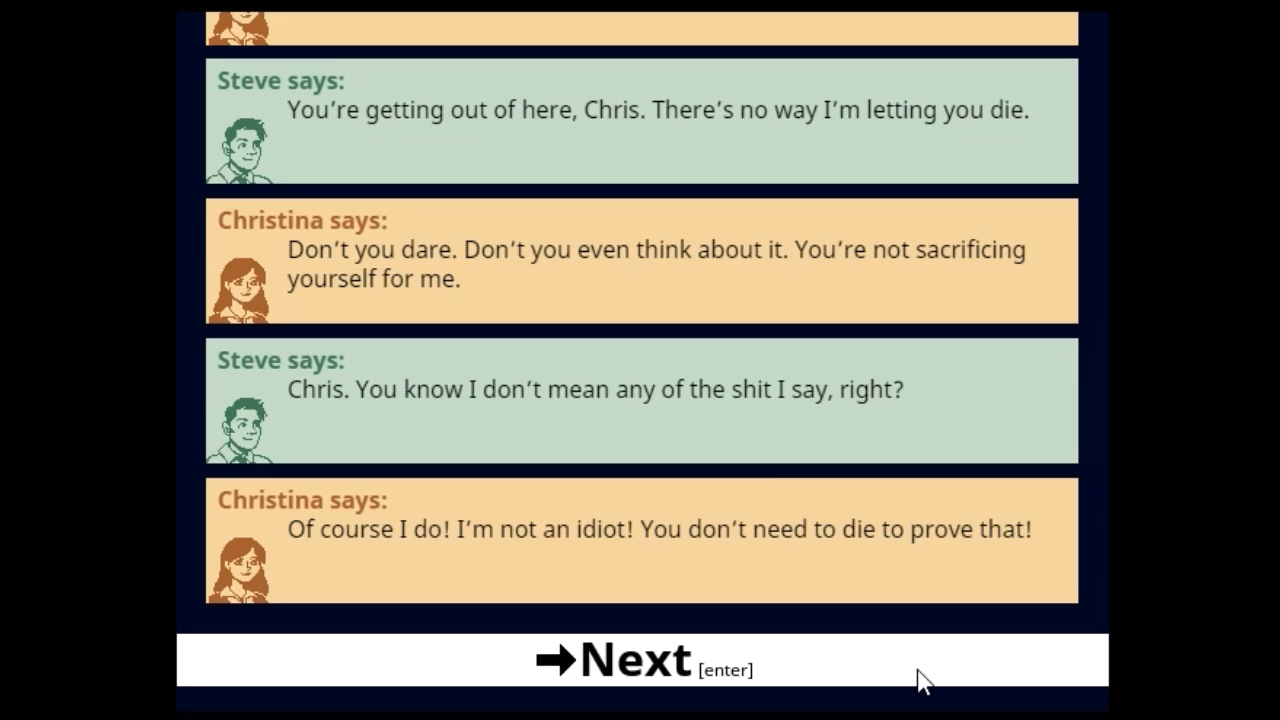 Steve says:
You’re getting out of here, Chris. There’s no way I’m letting you die.
Christina says:
Don’t you dare. Don’t you even think about it. You’re not sacrificing
yourself for me.
Steve says:
Chris. You know I don’t mean any of the shit I say, right?
Christina says:
Of course I do! I’m not an idiot! You don’t need to die to prove that!
➡Next [enter]